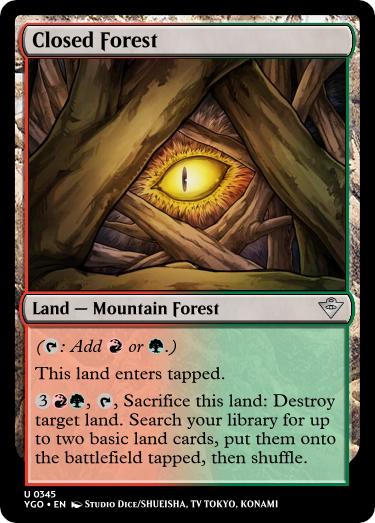 Closed Forest
Land — Mountain Forest
(: Add or .)
This land enters tapped.
3, , Sacrifice this land: Destroy
target land. Search your library for up
to two basic land cards, put them onto
the battlefield tapped, then shuffle.
U 0345
YGO • EN Studio Dice/SHUEISHA, TV TOKYO, KONAMI